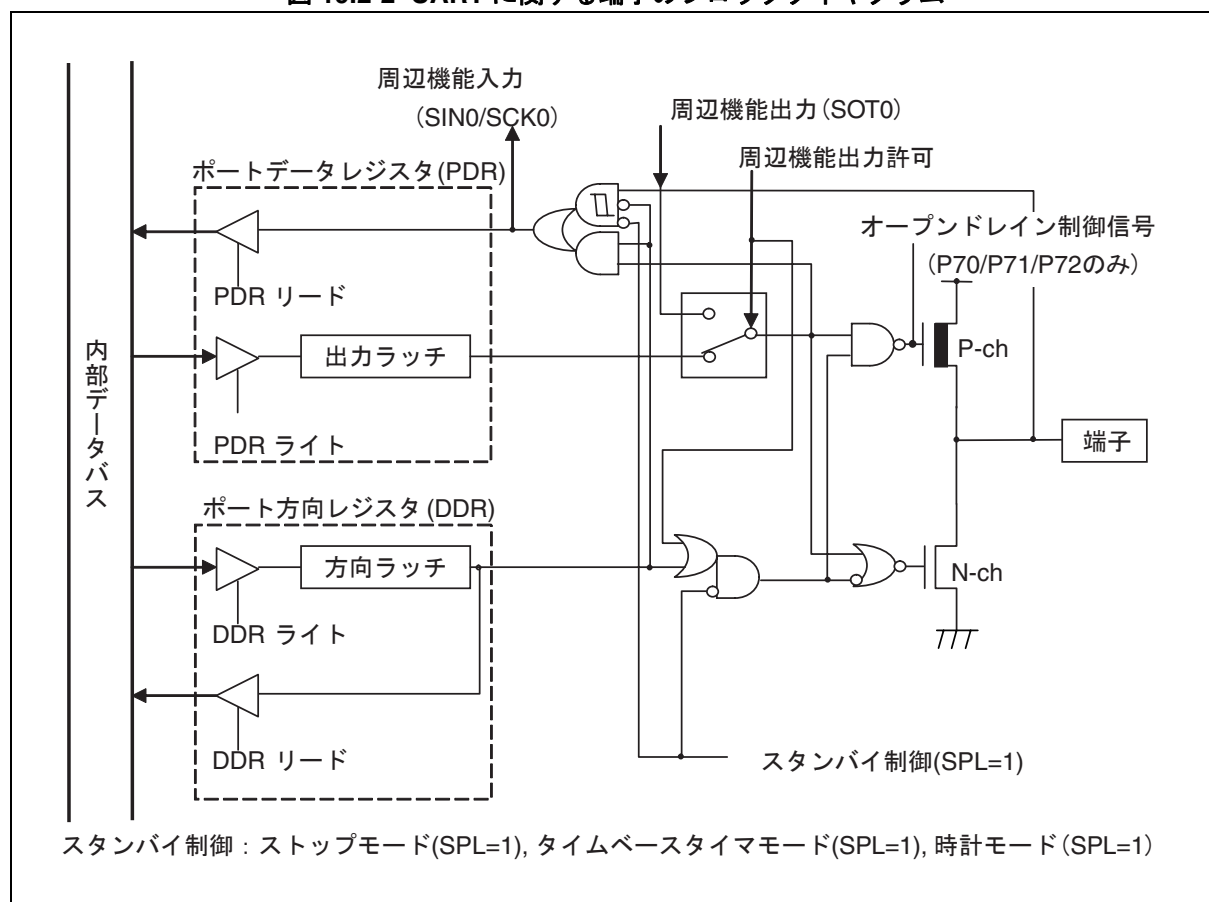 周辺機能入力
(SIN0/SCK0)
周辺機能出力(SOT0)
周辺機能出力許可
ポートデータレジスタ(PDR)
オープンドレイン制御信号
(P70/P71/P72のみ)
PDR リード
出力ラッチ
P-ch
PDR ライト
端子
内部データバス
ポート方向レジスタ(DDR)
方向ラッチ
N-ch
DDR ライト
DDR リード
スタンバイ制御(SPL=1)
スタンバイ制御：ストップモード(SPL=1), タイムベースタイマモード(SPL=1), 時計モード(SPL=1)